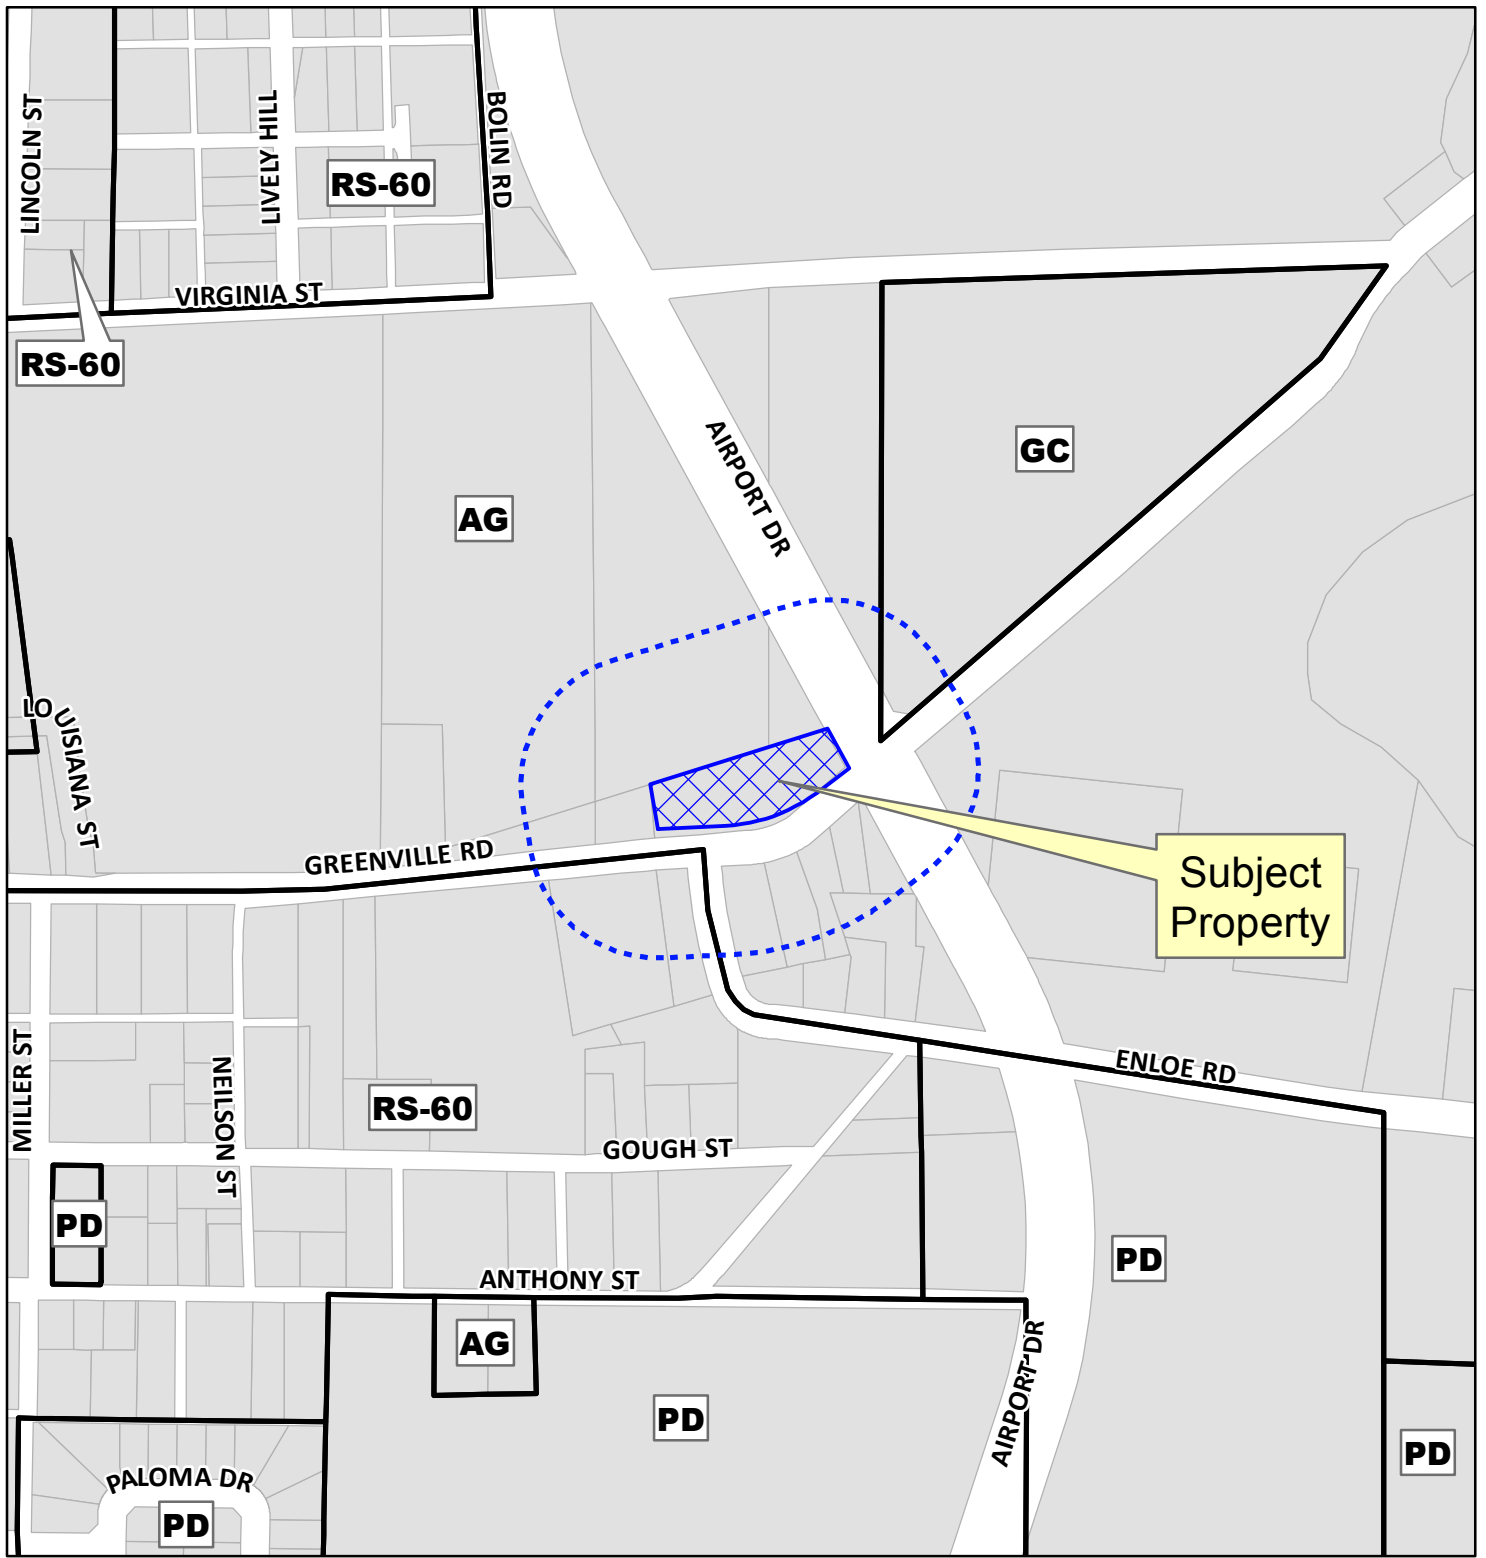 LINCOLN ST
LIVELY HILL
BOLIN RD
RS-60
VIRGINIA ST
RS-60
AIRPORT DR
GC
AG
LOUISIANA ST
GREENVILLE RD
Subject
Property
MILLER ST
NEILSON ST
ENLOE RD
RS-60
GOUGH ST
PD
PD
ANTHONY ST
AG
AIRPORT DR
PD
PD
PALOMA DR
PD